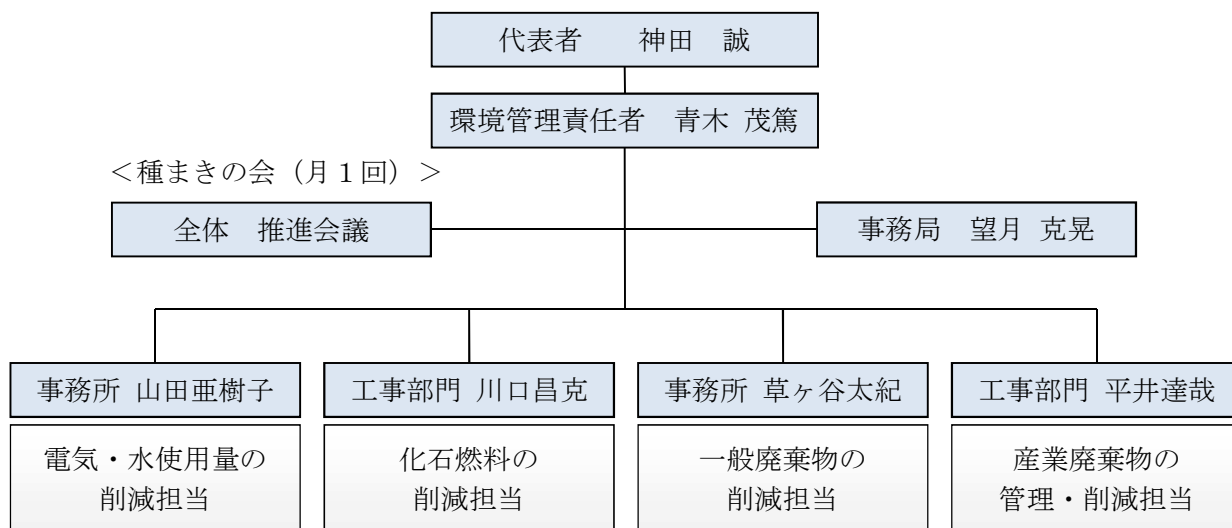 代表者　　神田　誠
環境管理責任者　青木 茂篤
＜種まきの会（月１回）＞
全体　推進会議
事務局　望月 克晃
事務所 山田亜樹子
工事部門 川口昌克
事務所 草ヶ谷太紀
工事部門 平井達哉
電気・水使用量の
削減担当
化石燃料の
削減担当
一般廃棄物の
削減担当
産業廃棄物の
管理・削減担当